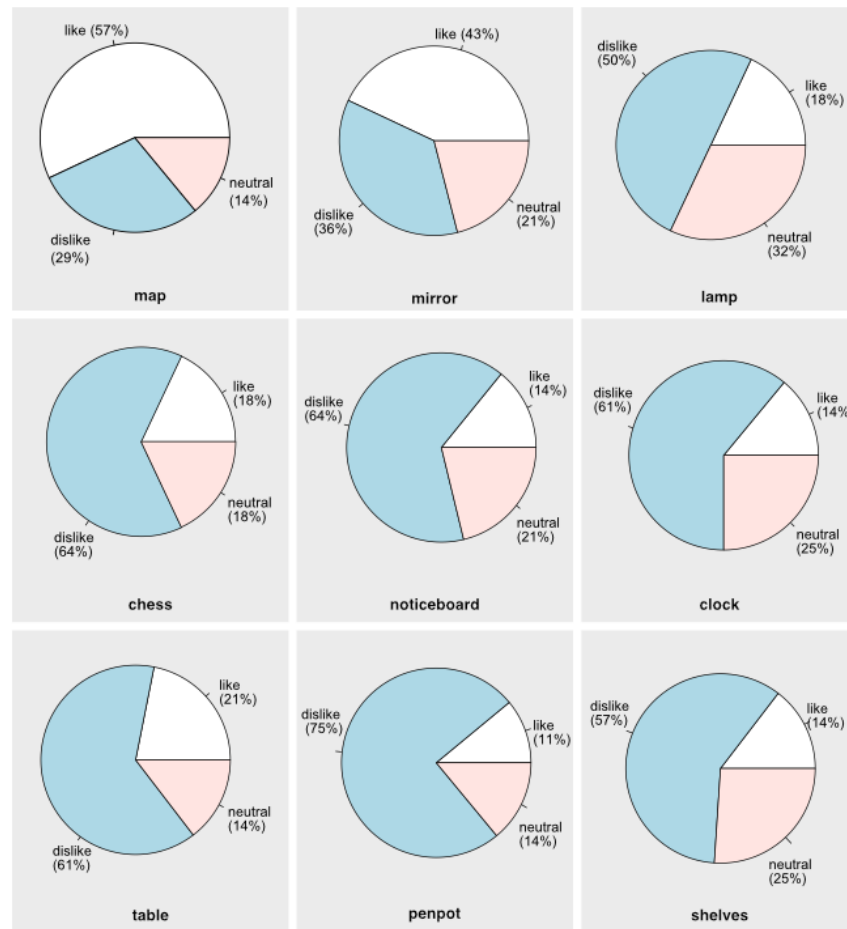 like (57%)
neutral
(14%)
dislike
(29%)
map
like (43%)
dislike
(36%)
neutral
(21%)
mirror
dislike
(50%)
like
(18%)
neutral
(32%)
lamp
like
(18%)
neutral
(18%)
dislike
(64%)
chess
like
(14%)
dislike
(64%)
neutral
(21%)
noticeboard
dislike
(61%)
like
(14%
neutral
(25%)
clock
like
(21%)
neutral
(14%)
dislike
(61%)
table
dislike
(75%)
like
(11%)
neutral
(14%)
penpot
dislike
(57%)
like
(14%)
neutral
(25%)
shelves